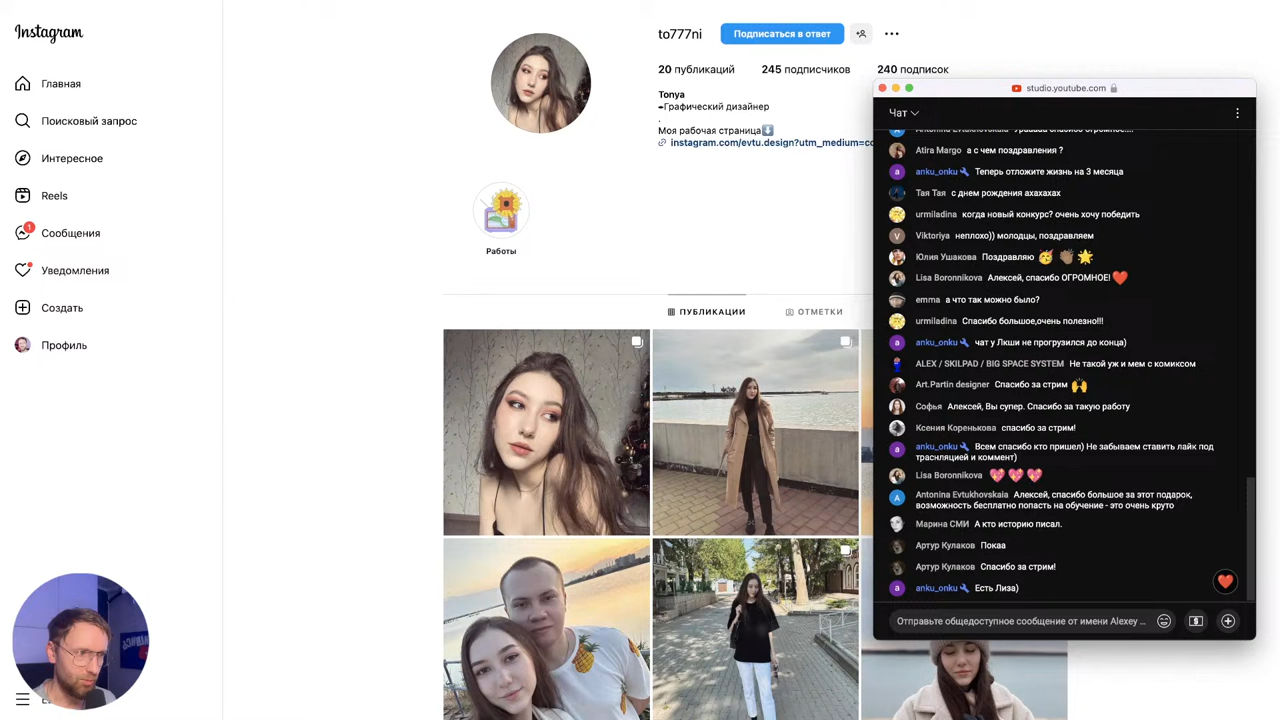 Instagram
Главная
Поисковый запрос
Интересное
Reels
1
Сообщения
Уведомления
Создать
Профиль
to777ni
Подписаться в ответ
20 публикаций 245 подписчиков 240 подписок
Tonya
Графический дизайнер
.
Моя рабочая страница
instagram.com/evtu.design?utm_medium=co
Работы
ПУБЛИКАЦИИ
ОТМЕТКИ
studio.youtube.com
Чат
Atira Margo а с чем поздравления ?
anku_onku Теперь отложите жизнь на 3 месяца
Тая Тая с днем рождения ахахахах
urmiladina когда новый конкурс? очень хочу победить
Viktoriya неплохо)) молодцы, поздравляем
Юлия Ушакова Поздравляю
Lisa Boronnikova Алексей, спасибо ОГРОМНОЕ!
emma а что так можно было?
urmiladina Спасибо большое,очень полезно!!!
anku_onku чат у Лкши не прогрузился до конца)
ALEX / SKILPAD / BIG SPACE SYSTEM Не такой уж и мем с комиксом
Art.Partin designer Спасибо за стрим
Софья Алексей, Вы супер. Спасибо за такую работу
Ксения Коренькова спасибо за стрим!
anku_onku Всем спасибо кто пришел) Не забываем ставить лайк под
трасняцией и коммент)
Lisa Boronnikova
Antonina Evtukhovskaia Алексей, спасибо большое за этот подарок,
возможность бесплатно попасть на обучение - это очень круто
Марина СМИ А кто историю писал.
Артур Кулаков Покаа
Артур Кулаков Спасибо за стрим!
anku_onku Есть Лиза)
Отправьте общедоступное сообщение от имени Alexey ...